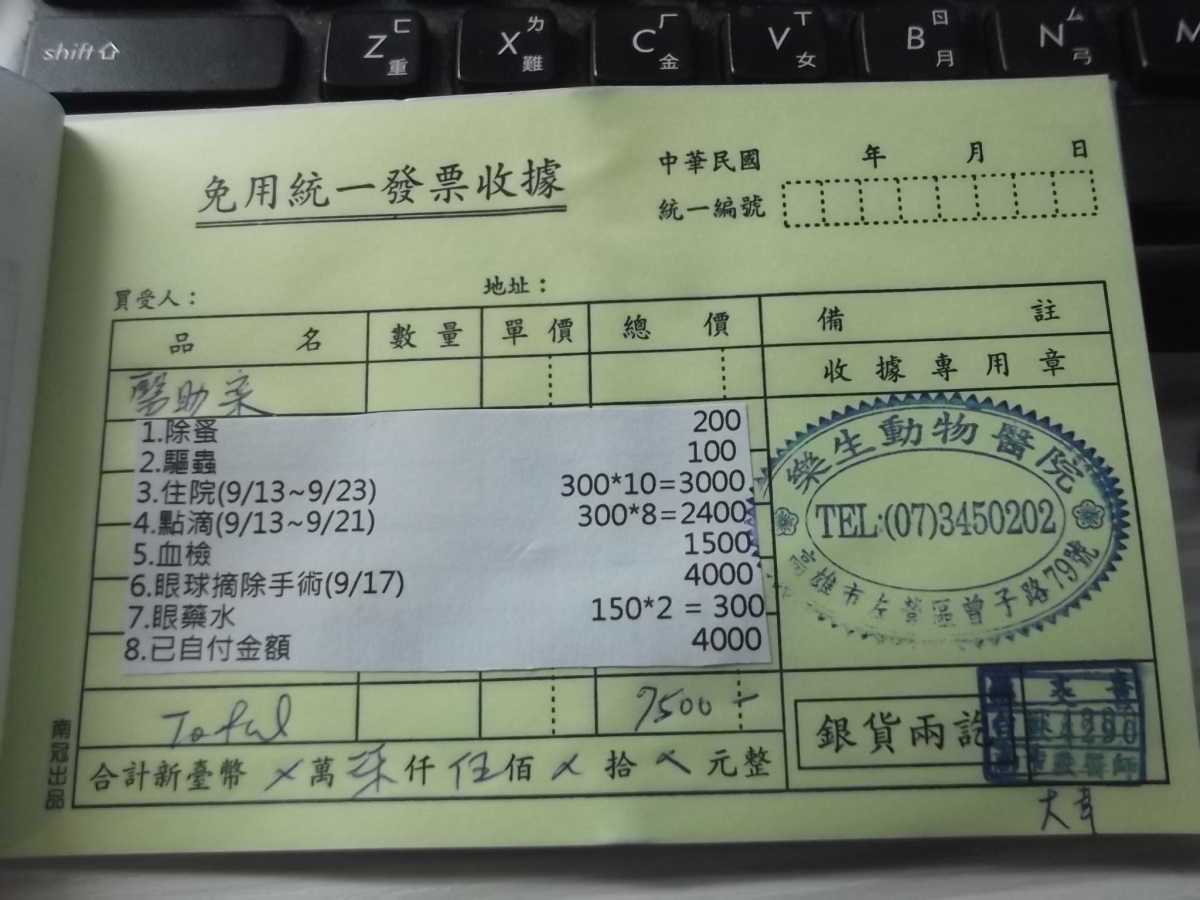 shift
Z ㄈ 重
X ㄌ 難
C ㄏ 金
V ㄒ 女
B ㄖ 月
N ㄙ 弓
M
免用統一發票收據
中華民國 年 月 日
統一編號
買受人：
地址：
品名 數量 單價 總價 備註
收據專用章
醫助
1.除蚤 200
2.驅蟲 100
3.住院(9/13~9/23) 300*10=3000
4.點滴(9/13~9/21) 300*8=2400
5.血檢 1500
6.眼球摘除手術(9/17) 4000
7.眼藥水 150*2 = 300
8.已自付金額 4000
樂生動物醫院
TEL:(07)3450202
高雄市左營區曾子路79號
Total 7500
銀貨兩訖
合計新臺幣 萬 柒仟 伍佰 拾 元整
南冠出品